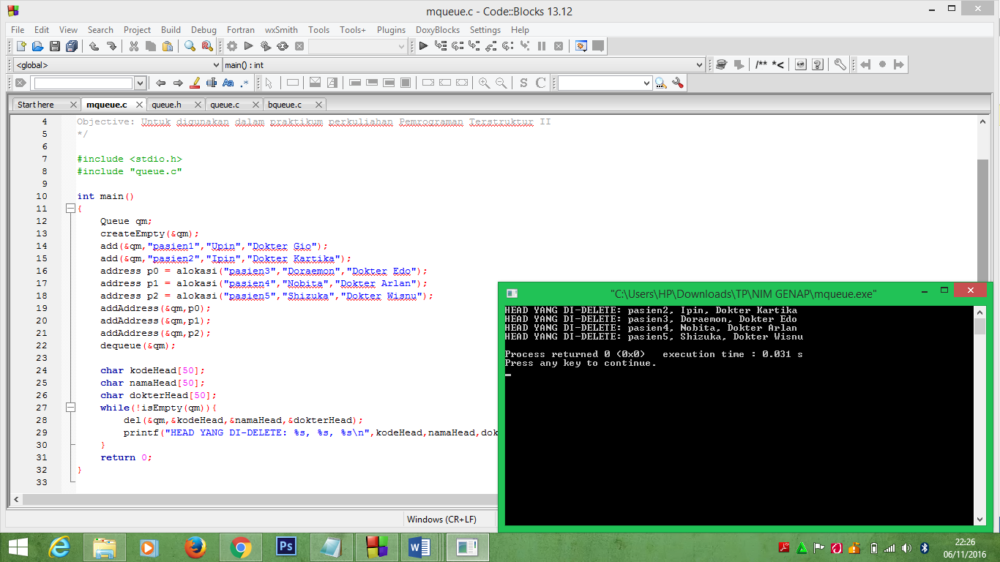 mqueue.c - Code::Blocks 13.12
File Edit View Search Project Build Debug Fortran wxSmith Tools Tools+ Plugins DoxyBlocks Settings Help
<global> main() : int
/** *<
Aa .*
S C
Start here mqueue.c queue.h queue.c bqueue.c
4 Objective: Untuk digunakan dalam praktikum perkuliahan Pemrograman Terstruktur II
5 */
6
7 #include <stdio.h>
8 #include "queue.c"
9
10 int main()
11 {
12 Queue qm;
13 createEmpty(&qm);
14 add(&qm,"pasien1","Upin","Dokter Gio");
15 add(&qm,"pasien2","Ipin","Dokter Kartika");
16 address p0 = alokasi("pasien3","Doraemon","Dokter Edo");
17 address p1 = alokasi("pasien4","Nobita","Dokter Arlan");
18 address p2 = alokasi("pasien5","Shizuka","Dokter Wisnu");
19 addAddress(&qm,p0);
20 addAddress(&qm,p1);
21 addAddress(&qm,p2);
22 dequeue(&qm);
23
24 char kodeHead[50];
25 char namaHead[50];
26 char dokterHead[50];
27 while(!isEmpty(qm)){
28 del(&qm,&kodeHead,&namaHead,&dokterHead);
29 printf("HEAD YANG DI-DELETE: %s, %s, %s\n",kodeHead,namaHead,dok
30 }
31 return 0;
32 }
33
"C:\Users\HP\Downloads\TP\NIM GENAP\mqueue.exe"
HEAD YANG DI-DELETE: pasien2, Ipin, Dokter Kartika
HEAD YANG DI-DELETE: pasien3, Doraemon, Dokter Edo
HEAD YANG DI-DELETE: pasien4, Nobita, Dokter Arlan
HEAD YANG DI-DELETE: pasien5, Shizuka, Dokter Wisnu
Process returned 0 (0x0) execution time : 0.031 s
Press any key to continue.
Windows (CR+LF)
Ps
22:26
06/11/2016